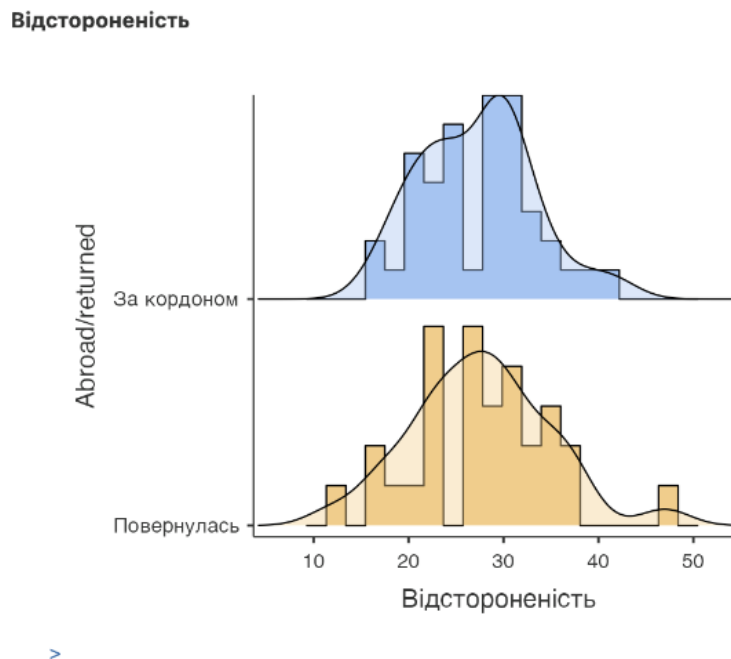 Відстороненість
Abroad/returned
За кордоном
Повернулась
10 20 30 40 50
Відстороненість
>